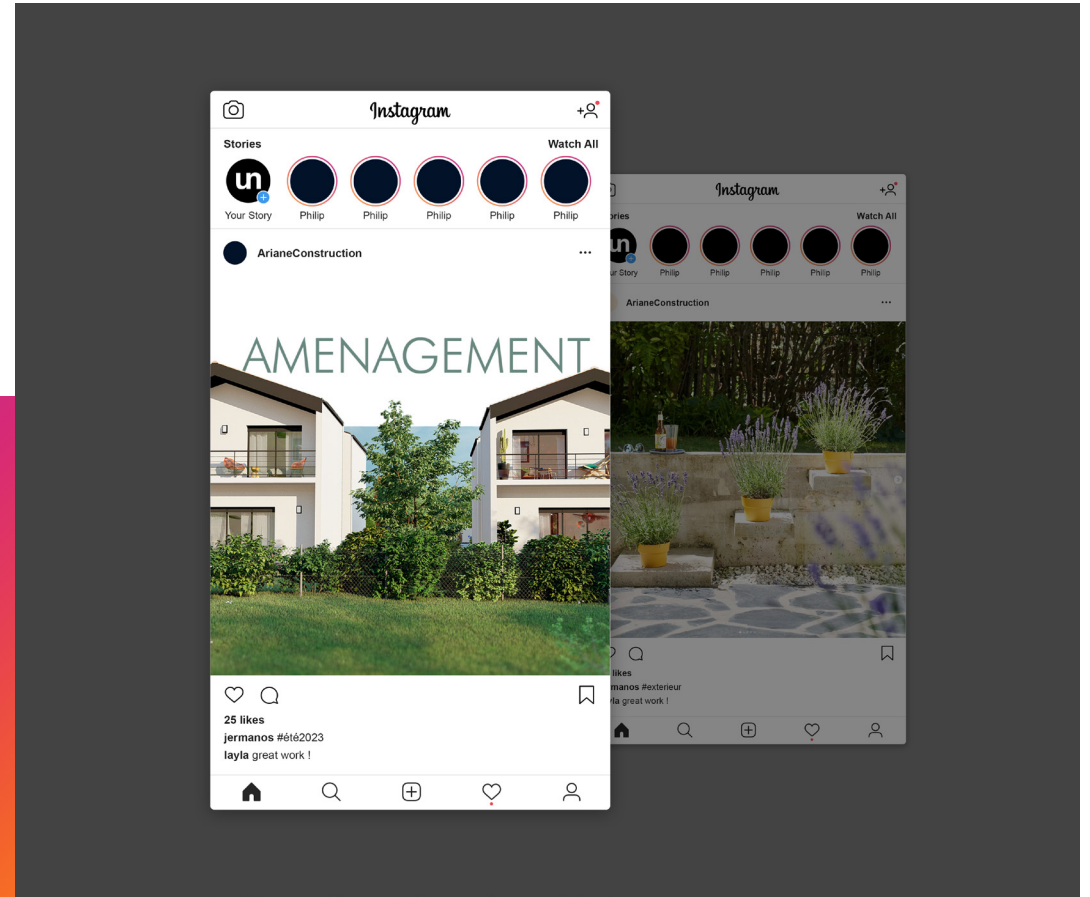 Instagram
Stories Watch All
un
Your Story Philip Philip Philip Philip Philip
ArianeConstruction
AMENAGEMENT
25 likes
jermanos #été2023
layla great work !
Instagram
ories Watch All
un
ur Story Philip Philip Philip Philip Philip
ArianeConstruction
likes
rmanos #exterieur
yla great work !